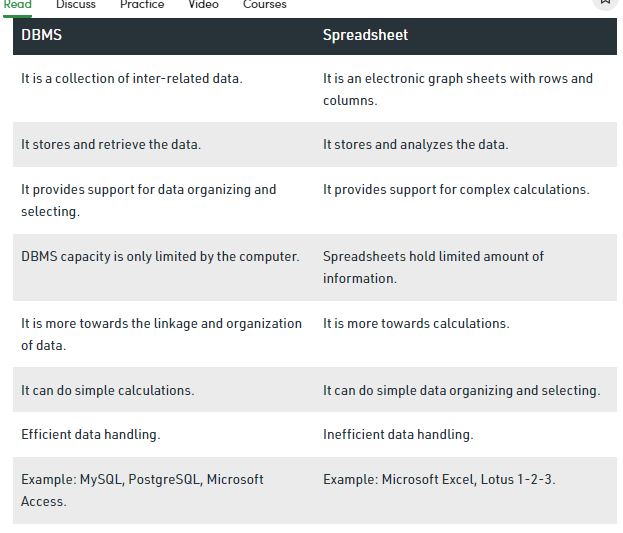 Read Discuss Practice Video Courses
DBMS Spreadsheet
It is a collection of inter-related data. It is an electronic graph sheets with rows and
columns.
It stores and retrieve the data. It stores and analyzes the data.
It provides support for data organizing and It provides support for complex calculations.
selecting.
DBMS capacity is only limited by the computer. Spreadsheets hold limited amount of
information.
It is more towards the linkage and organization It is more towards calculations.
of data.
It can do simple calculations. It can do simple data organizing and selecting.
Efficient data handling. Inefficient data handling.
Example: MySQL, PostgreSQL, Microsoft Example: Microsoft Excel, Lotus 1-2-3.
Access.